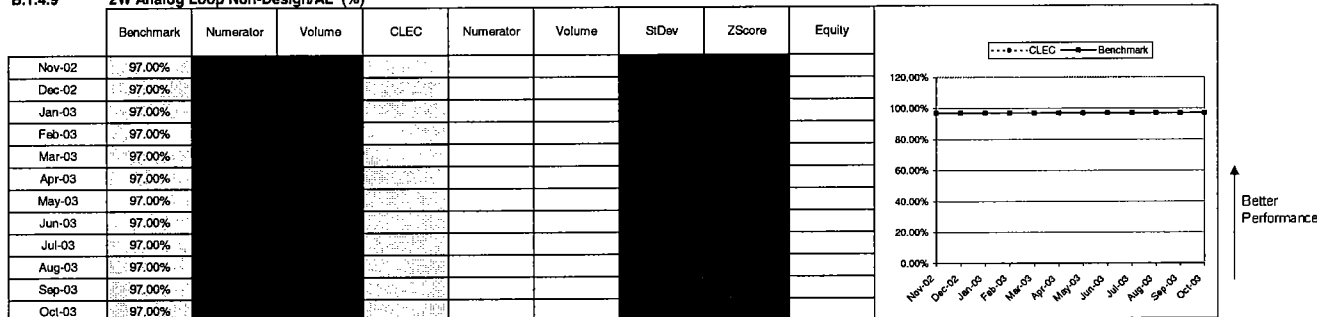 B.1.4.9 2W Analog Loop Non-Design/AL (%)
Benchmark Numerator Volume CLEC Numerator Volume StDev ZScore Equity
Nov-02 97.00%
Dec-02 97.00%
Jan-03 97.00%
Feb-03 97.00%
Mar-03 97.00%
Apr-03 97.00%
May-03 97.00%
Jun-03 97.00%
Jul-03 97.00%
Aug-03 97.00%
Sep-03 97.00%
Oct-03 97.00%
CLEC Benchmark
120.00%
100.00%
80.00%
60.00%
40.00%
20.00%
0.00%
Nov-02 Dec-02 Jan-03 Feb-03 Mar-03 Apr-03 May-03 Jun-03 Jul-03 Aug-03 Sep-03 Oct-03
Better
Performance